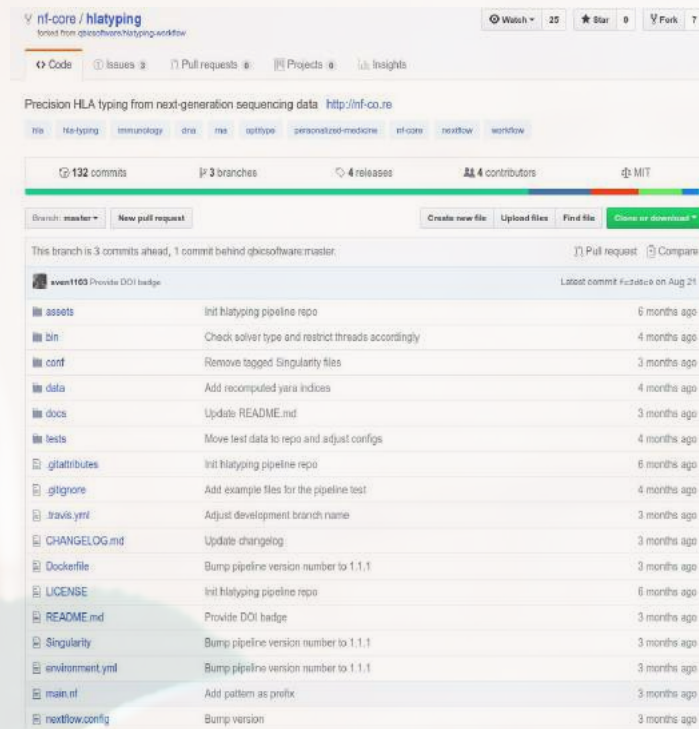 nf-core / hlatyping
forked from qbicsoftware/hlatyping-workflow
Watch 25 Star 0 Fork 7
Code Issues 3 Pull requests 0 Projects 0 Insights
Precision HLA typing from next-generation sequencing data http://nf-co.re
hla hla-typing immunology dna rna optitype personalized-medicine nf-core nextflow workflow
132 commits 3 branches 4 releases 4 contributors MIT
Branch: master New pull request Create new file Upload files Find file Clone or download
This branch is 3 commits ahead, 1 commit behind qbicsoftware:master. Pull request Compare
sven1103 Provide DOI badge Latest commit on Aug 21
assets Init hlatyping pipeline repo 6 months ago
bin Check solver type and restrict threads accordingly 4 months ago
conf Remove tagged Singularity files 3 months ago
data Add recomputed yara indices 4 months ago
docs Update README.md 3 months ago
tests Move test data to repo and adjust configs 4 months ago
.gitattributes Init hlatyping pipeline repo 6 months ago
.gitignore Add example files for the pipeline test 4 months ago
.travis.yml Adjust development branch name 3 months ago
CHANGELOG.md Update changelog 3 months ago
Dockerfile Bump pipeline version number to 1.1.1 3 months ago
LICENSE Init hlatyping pipeline repo 6 months ago
README.md Provide DOI badge 3 months ago
Singularity Bump pipeline version number to 1.1.1 3 months ago
environment.yml Bump pipeline version number to 1.1.1 3 months ago
main.nf Add pattern as prefix 3 months ago
nextflow.config Bump version 3 months ago